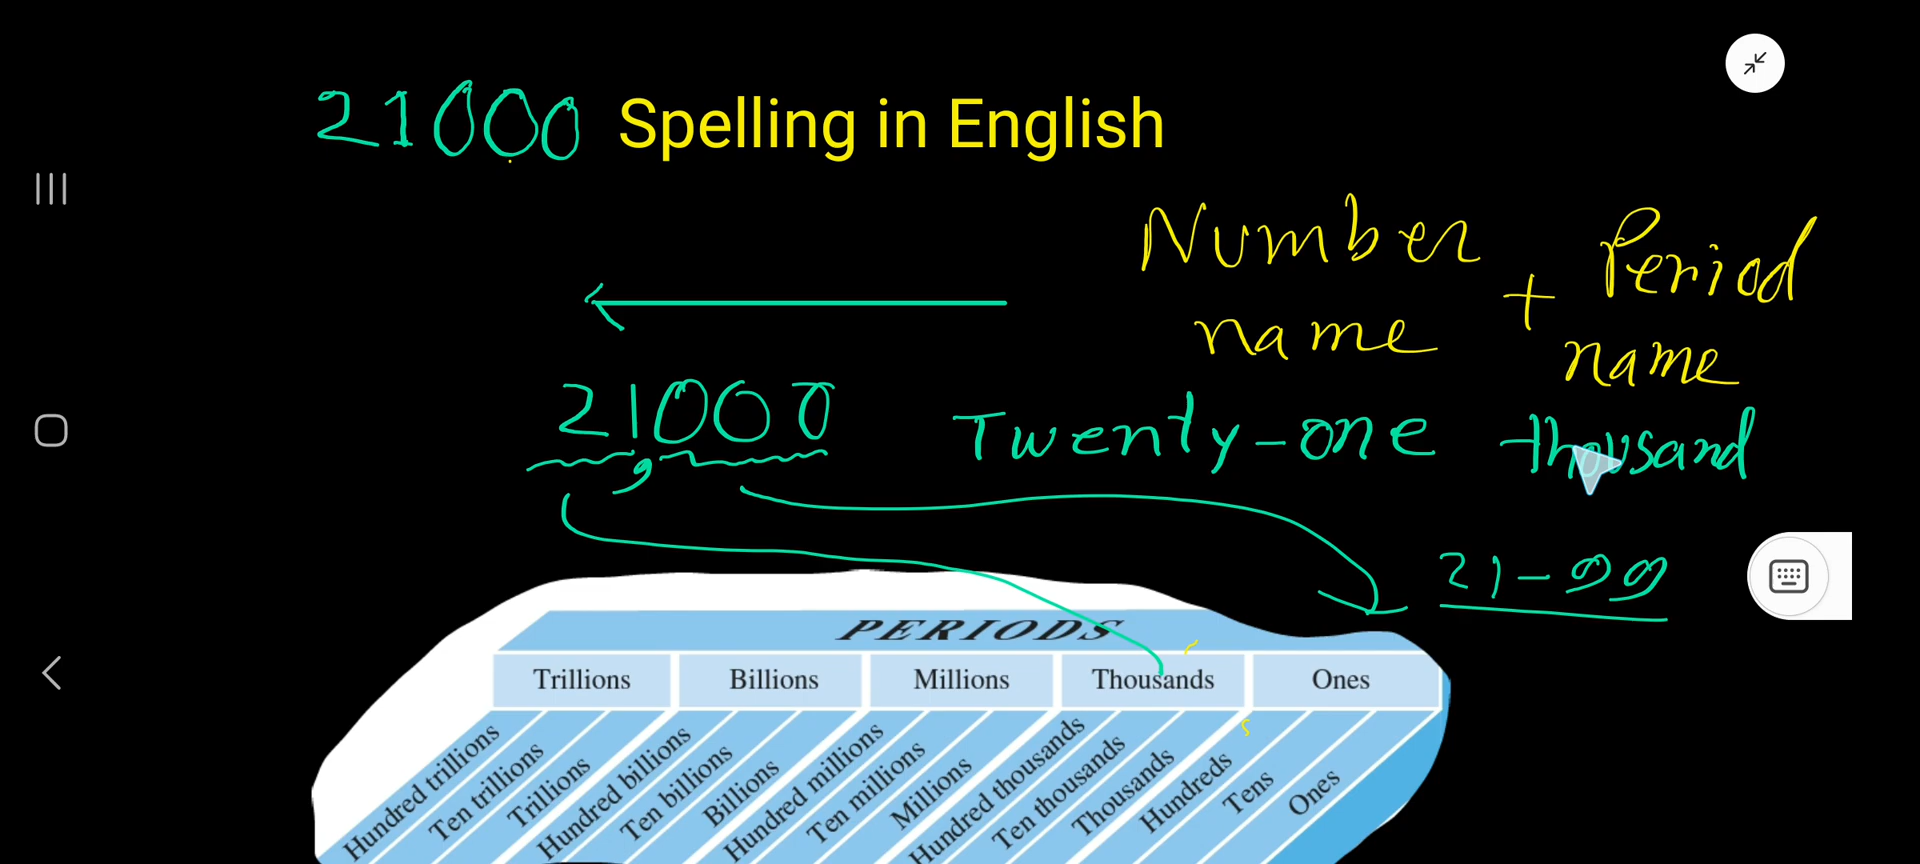 21000 Spelling in English
Number + Period
name name
21,000 Twenty-one thousand
21-99
PERIODS
Trillions Billions Millions Thousands Ones
Hundred trillions Ten trillions Trillions Hundred billions Ten billions Billions Hundred millions Ten millions Millions Hundred thousands Ten thousands Thousands Hundreds Tens Ones